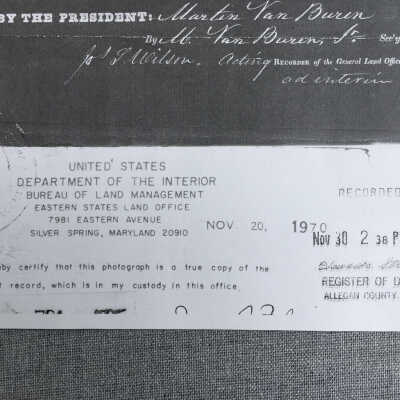 BY THE PRESIDENT: Martin Van Buren
By M. Van Buren, Jr. Sec'y
Jos. S. Wilson. Acting RECORDER of the General Land Offic
ad interim
UNITED STATES
DEPARTMENT OF THE INTERIOR
BUREAU OF LAND MANAGEMENT
EASTERN STATES LAND OFFICE
7981 EASTERN AVENUE
SILVER SPRING, MARYLAND 20910
NOV 20, 1970
eby certify that this photograph is a true copy of the
t record, which is in my custody in this office.
RECORDED
Nov 30 2 38 P
REGISTER OF D
ALLEGAN COUNTY,